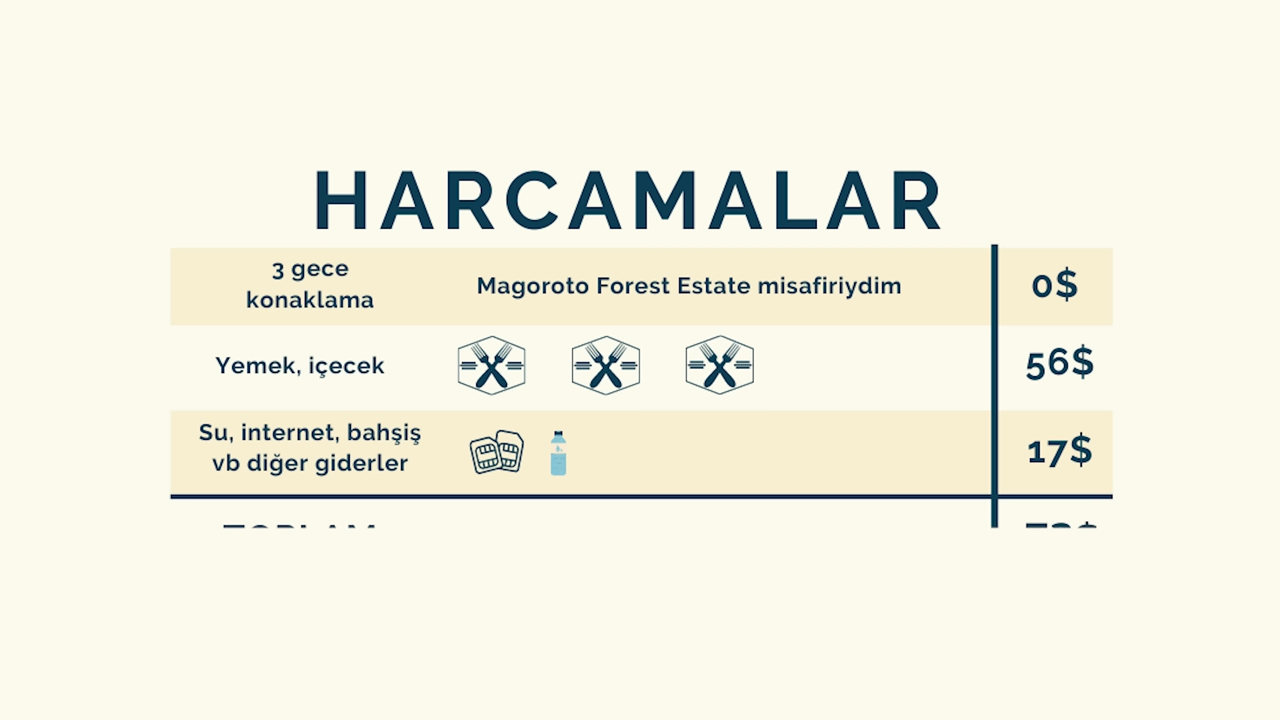 HARCAMALAR
3 gece
konaklama
Magoroto Forest Estate misafiriydim
0$
Yemek, içecek
56$
Su, internet, bahşiş
vb diğer giderler
17$